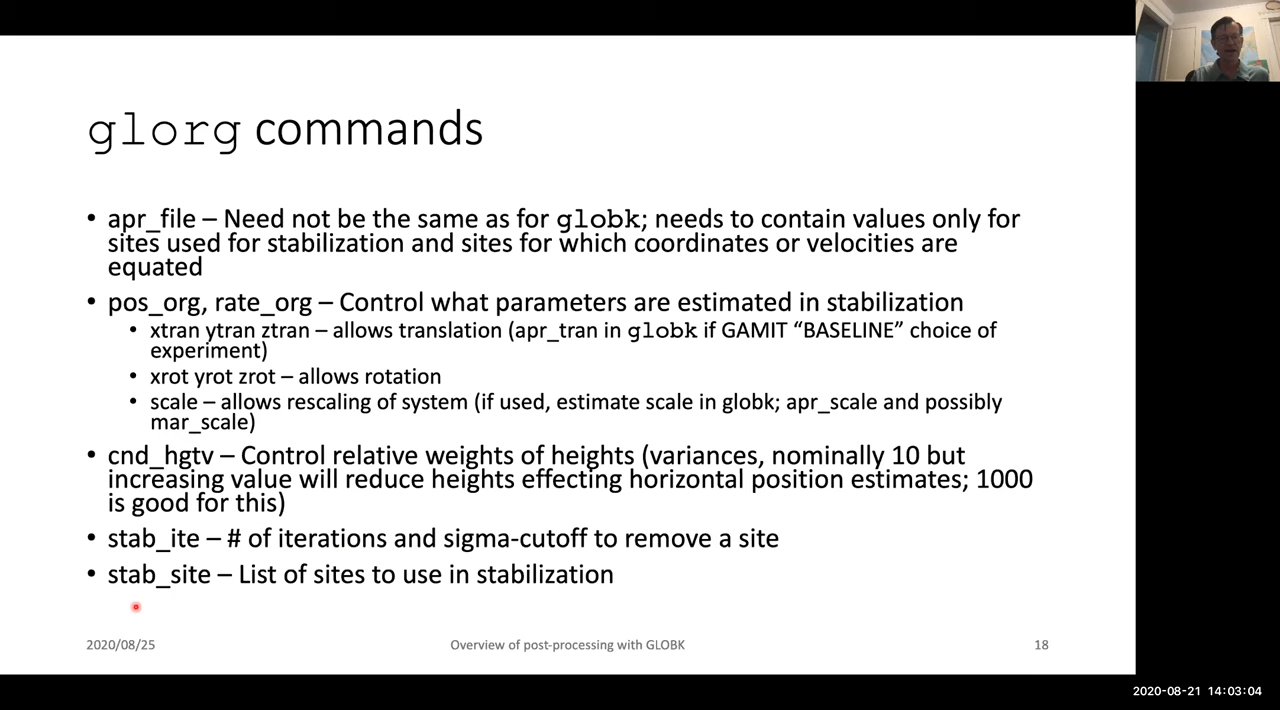 glorg commands
• apr_file – Need not be the same as for globk; needs to contain values only for
sites used for stabilization and sites for which coordinates or velocities are
equated
• pos_org, rate_org – Control what parameters are estimated in stabilization
• xtran ytran ztran – allows translation (apr_tran in globk if GAMIT “BASELINE” choice of
experiment)
• xrot yrot zrot – allows rotation
• scale – allows rescaling of system (if used, estimate scale in globk; apr_scale and possibly
mar_scale)
• cnd_hgtv – Control relative weights of heights (variances, nominally 10 but
increasing value will reduce heights effecting horizontal position estimates; 1000
is good for this)
• stab_ite – # of iterations and sigma-cutoff to remove a site
• stab_site – List of sites to use in stabilization
2020/08/25
Overview of post-processing with GLOBK
18
2020-08-21 14:03:04